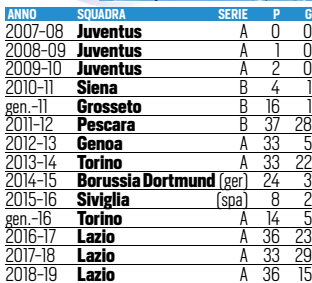 ANNO SQUADRA SERIE P G
2007-08 Juventus A 0 0
2008-09 Juventus A 1 0
2009-10 Juventus A 2 0
2010-11 Siena B 4 1
gen.-11 Grosseto B 16 1
2011-12 Pescara B 37 28
2012-13 Genoa A 33 5
2013-14 Torino A 33 22
2014-15 Borussia Dortmund (ger) 24 3
2015-16 Siviglia (spa) 8 2
gen.-16 Torino A 14 5
2016-17 Lazio A 36 23
2017-18 Lazio A 33 29
2018-19 Lazio A 36 15